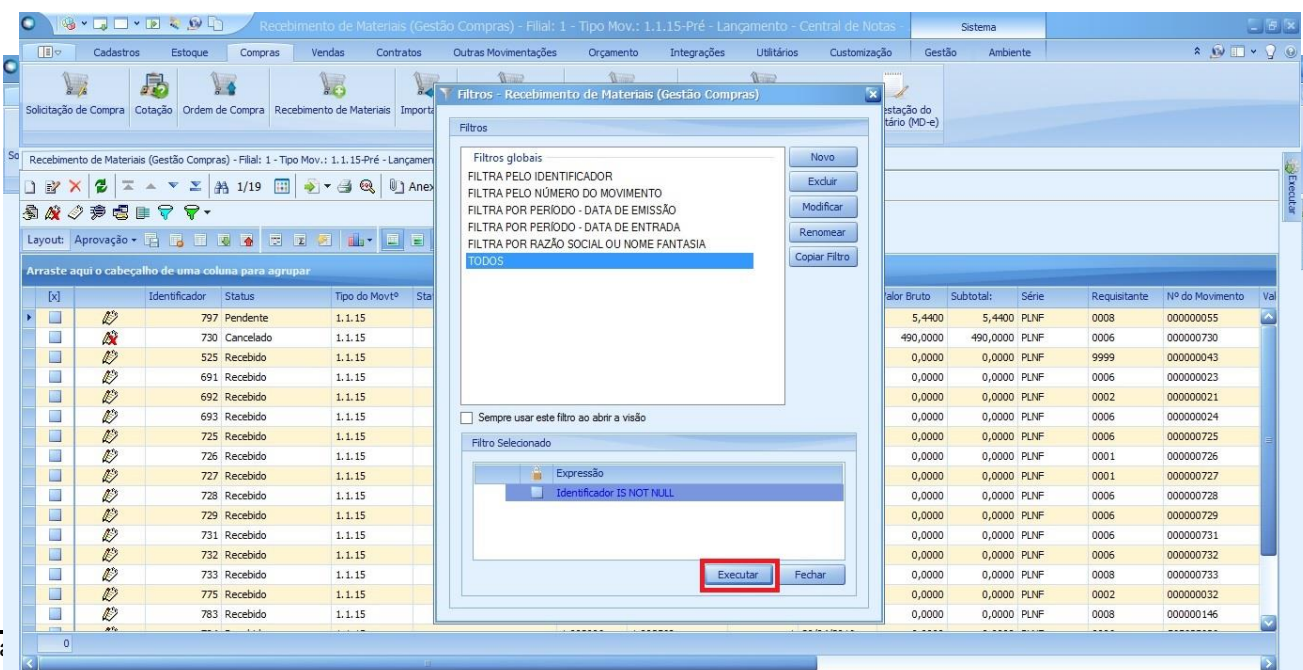 Recebimento de Materiais (Gestão Compras) - Filial: 1 - Tipo Mov.: 1.1.15-Pré - Lançamento - Central de Notas - Sistema
Cadastros Estoque Compras Vendas Contratos Outras Movimentações Orçamento Integrações Utilitários Customização Gestão Ambiente
Solicitação de Compra Cotação Ordem de Compra Recebimento de Materiais
estação do
tário (MD-e)
Recebimento de Materiais (Gestão Compras) - Filial: 1 - Tipo Mov.: 1.1.15-Pré - Lançamen
1/19 Anex
Layout: Aprovação
Executar
Arraste aqui o cabeçalho de uma coluna para agrupar
[x] Identificador Status Tipo do Movtº Sta Valor Bruto Subtotal: Série Requisitante Nº do Movimento Val
797 Pendente 1.1.15 5,4400 5,4400 PLNF 0008 000000055
730 Cancelado 1.1.15 490,0000 490,0000 PLNF 0006 000000730
525 Recebido 1.1.15 0,0000 0,0000 PLNF 9999 000000043
691 Recebido 1.1.15 0,0000 0,0000 PLNF 0006 000000023
692 Recebido 1.1.15 0,0000 0,0000 PLNF 0002 000000021
693 Recebido 1.1.15 0,0000 0,0000 PLNF 0006 000000024
725 Recebido 1.1.15 0,0000 0,0000 PLNF 0006 000000725
726 Recebido 1.1.15 0,0000 0,0000 PLNF 0001 000000726
727 Recebido 1.1.15 0,0000 0,0000 PLNF 0001 000000727
728 Recebido 1.1.15 0,0000 0,0000 PLNF 0006 000000728
729 Recebido 1.1.15 0,0000 0,0000 PLNF 0006 000000729
731 Recebido 1.1.15 0,0000 0,0000 PLNF 0006 000000731
732 Recebido 1.1.15 0,0000 0,0000 PLNF 0006 000000732
733 Recebido 1.1.15 0,0000 0,0000 PLNF 0008 000000733
775 Recebido 1.1.15 0,0000 0,0000 PLNF 0002 000000032
783 Recebido 1.1.15 0,0000 0,0000 PLNF 0008 000000146
0
Filtros - Recebimento de Materiais (Gestão Compras)
Filtros
Filtros globais
FILTRA PELO IDENTIFICADOR
FILTRA PELO NÚMERO DO MOVIMENTO
FILTRA POR PERÍODO - DATA DE EMISSÃO
FILTRA POR PERÍODO - DATA DE ENTRADA
FILTRA POR RAZÃO SOCIAL OU NOME FANTASIA
TODOS
Novo
Excluir
Modificar
Renomear
Copiar Filtro
Sempre usar este filtro ao abrir a visão
Filtro Selecionado
Expressão
Identificador IS NOT NULL
Executar Fechar